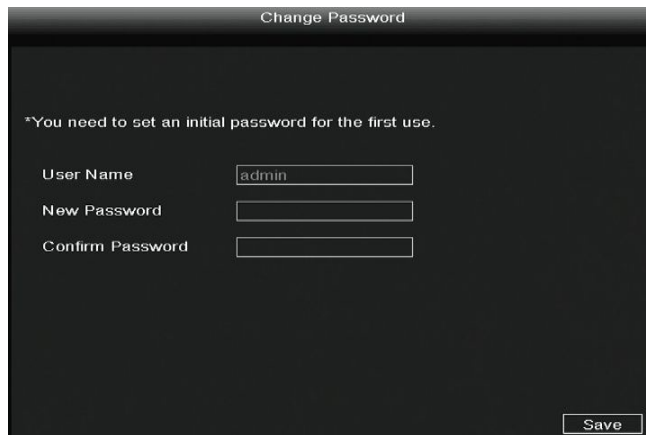 Change Password
*You need to set an initial password for the first use.
User Name
admin
New Password
Confirm Password
Save